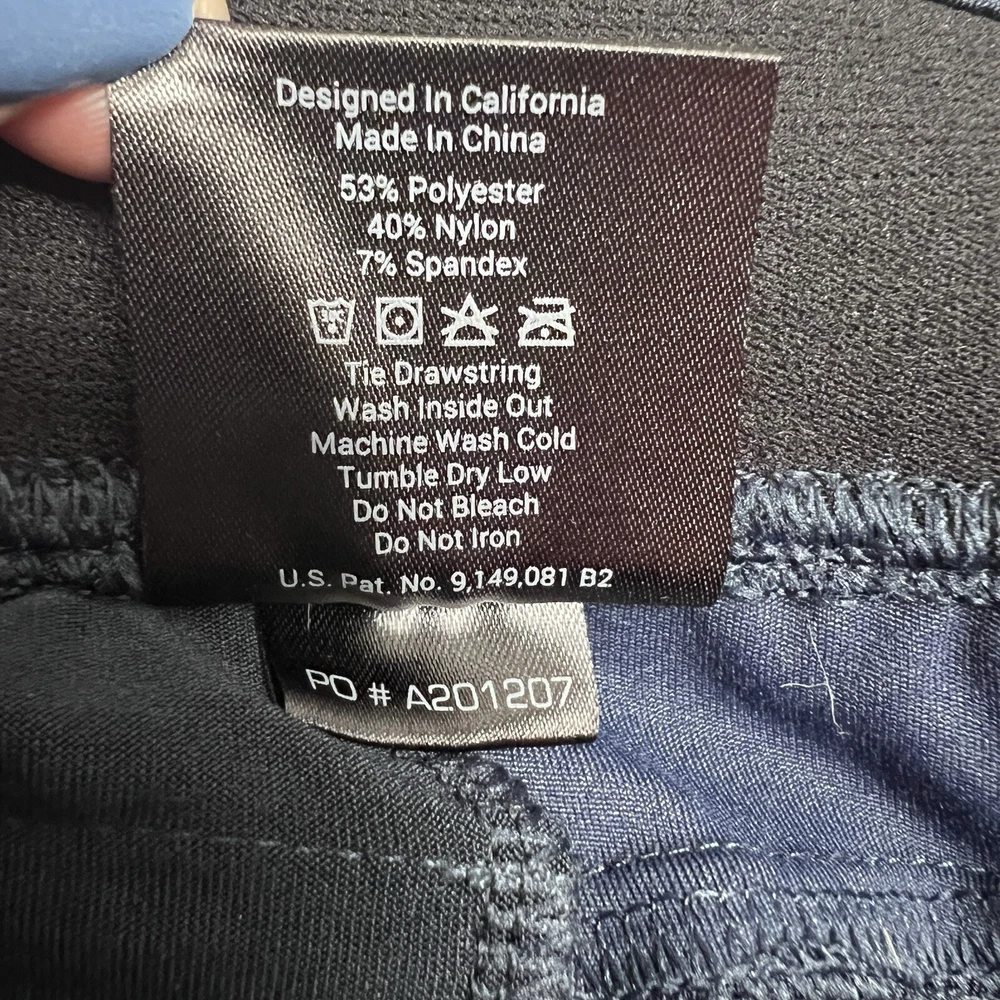 Designed In California
Made In China
53% Polyester
40% Nylon
7% Spandex
Tie Drawstring
Wash Inside Out
Machine Wash Cold
Tumble Dry Low
Do Not Bleach
Do Not Iron
U.S. Pat. No. 9,149,081 B2
PO # A201207